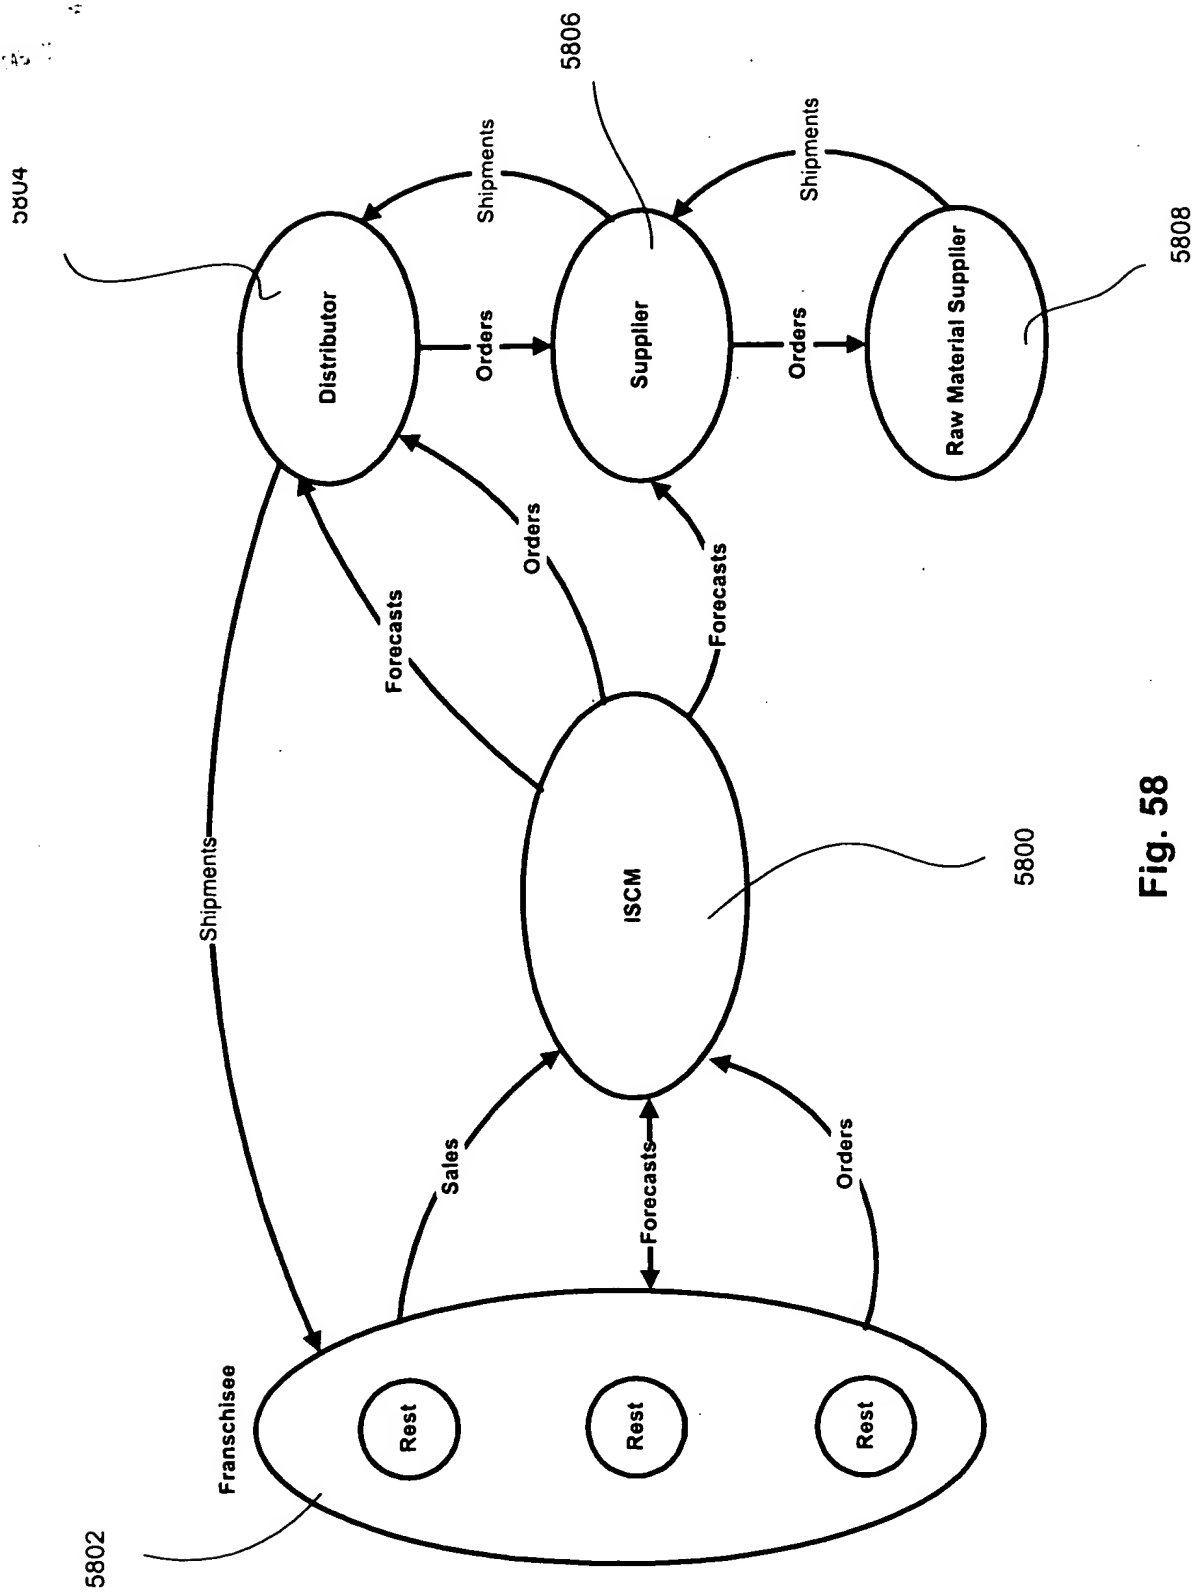 5804
5802
Shipments
Franschisee
Distributor
Forecasts
Rest
Sales
Orders
Shipments
Orders
5806
ISCM
Rest
Supplier
Forecasts
Forecasts
Orders
Shipments
Orders
Rest
Raw Material Supplier
5800
Fig. 58
5808